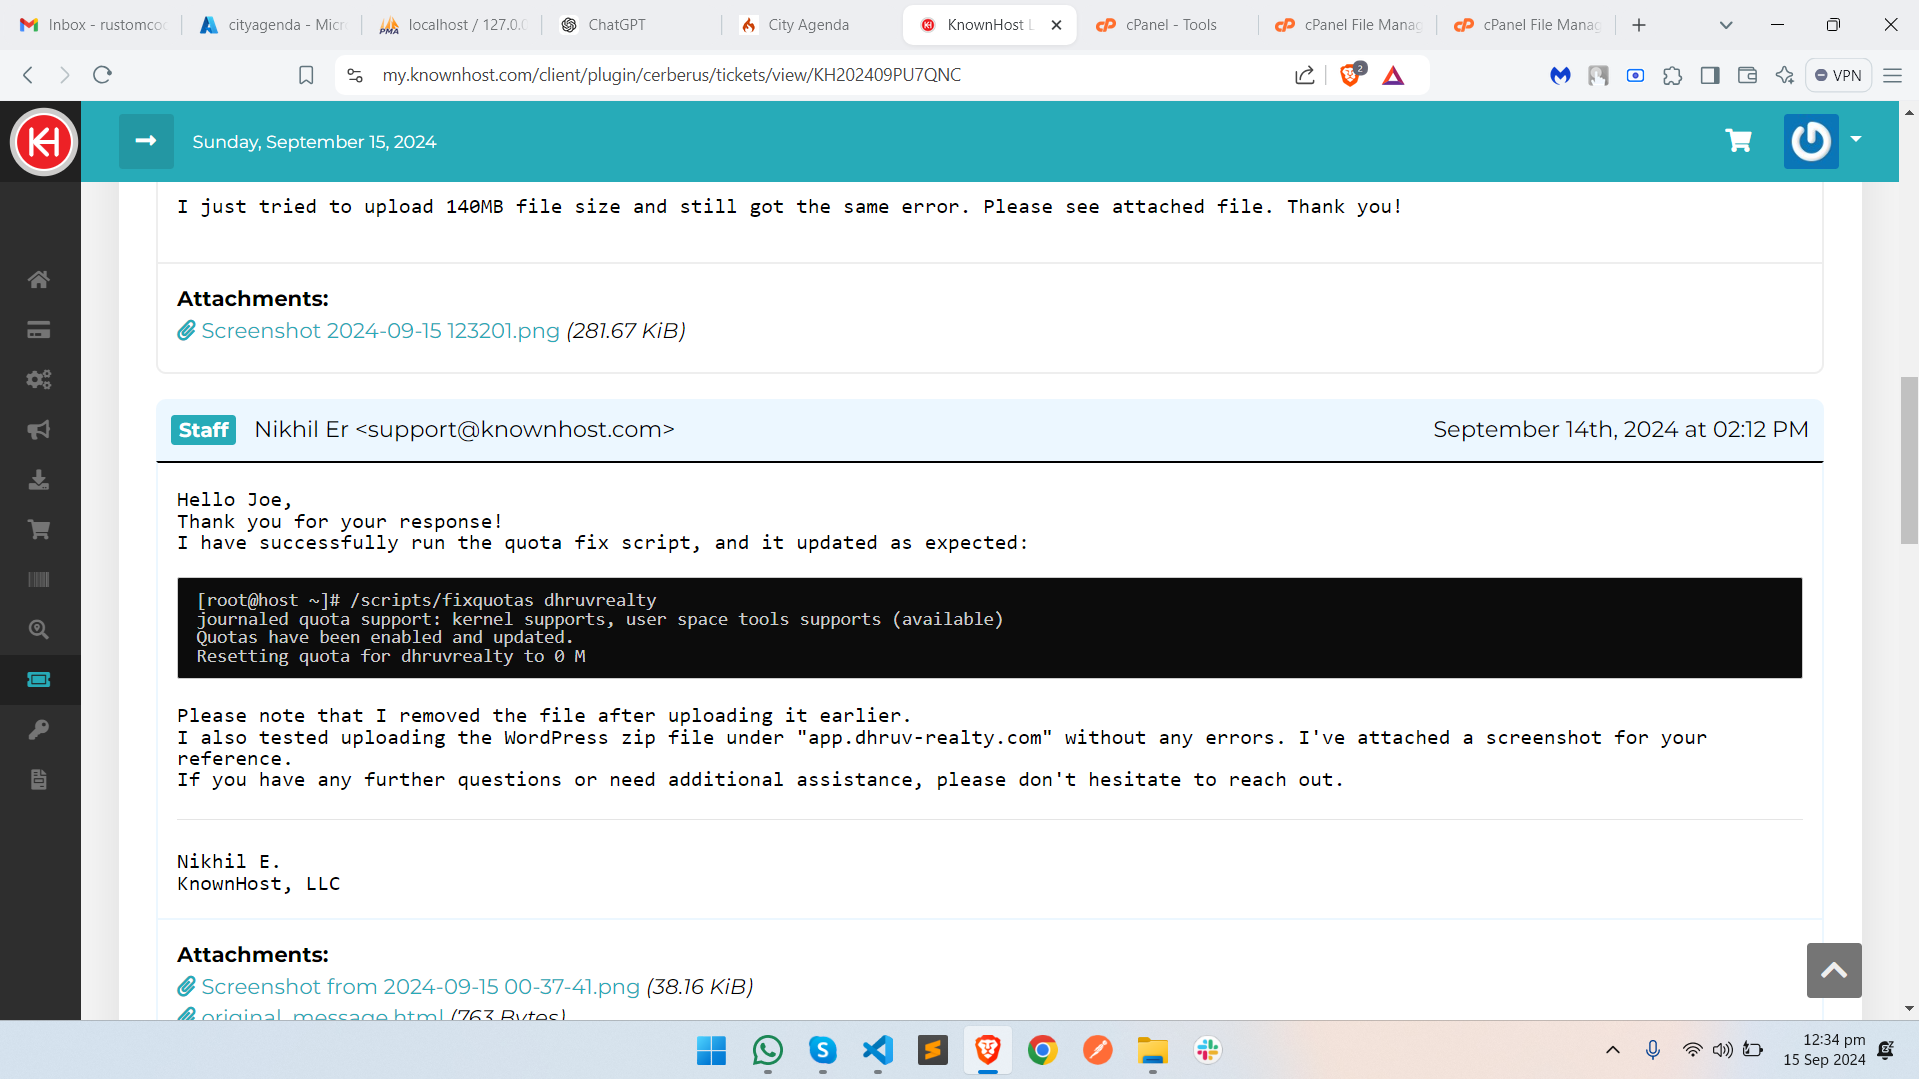 Inbox - rustomcoc
cityagenda - Micr
localhost / 127.0.0
ChatGPT
City Agenda
KnownHost L
cPanel - Tools
cPanel File Manag
cPanel File Manag
my.knownhost.com/client/plugin/cerberus/tickets/view/KH202409PU7QNC
2
VPN
KH
Sunday, September 15, 2024
I just tried to upload 140MB file size and still got the same error. Please see attached file. Thank you!
Attachments:
Screenshot 2024-09-15 123201.png (281.67 KiB)
Staff Nikhil Er <support@knownhost.com> September 14th, 2024 at 02:12 PM
Hello Joe,
Thank you for your response!
I have successfully run the quota fix script, and it updated as expected:
[root@host ~]# /scripts/fixquotas dhruvrealty
journaled quota support: kernel supports, user space tools supports (available)
Quotas have been enabled and updated.
Resetting quota for dhruvrealty to 0 M
Please note that I removed the file after uploading it earlier.
I also tested uploading the WordPress zip file under "app.dhruv-realty.com" without any errors. I've attached a screenshot for your
reference.
If you have any further questions or need additional assistance, please don't hesitate to reach out.
Nikhil E.
KnownHost, LLC
Attachments:
Screenshot from 2024-09-15 00-37-41.png (38.16 KiB)
original_message.html (763 Bytes)
12:34 pm
15 Sep 2024